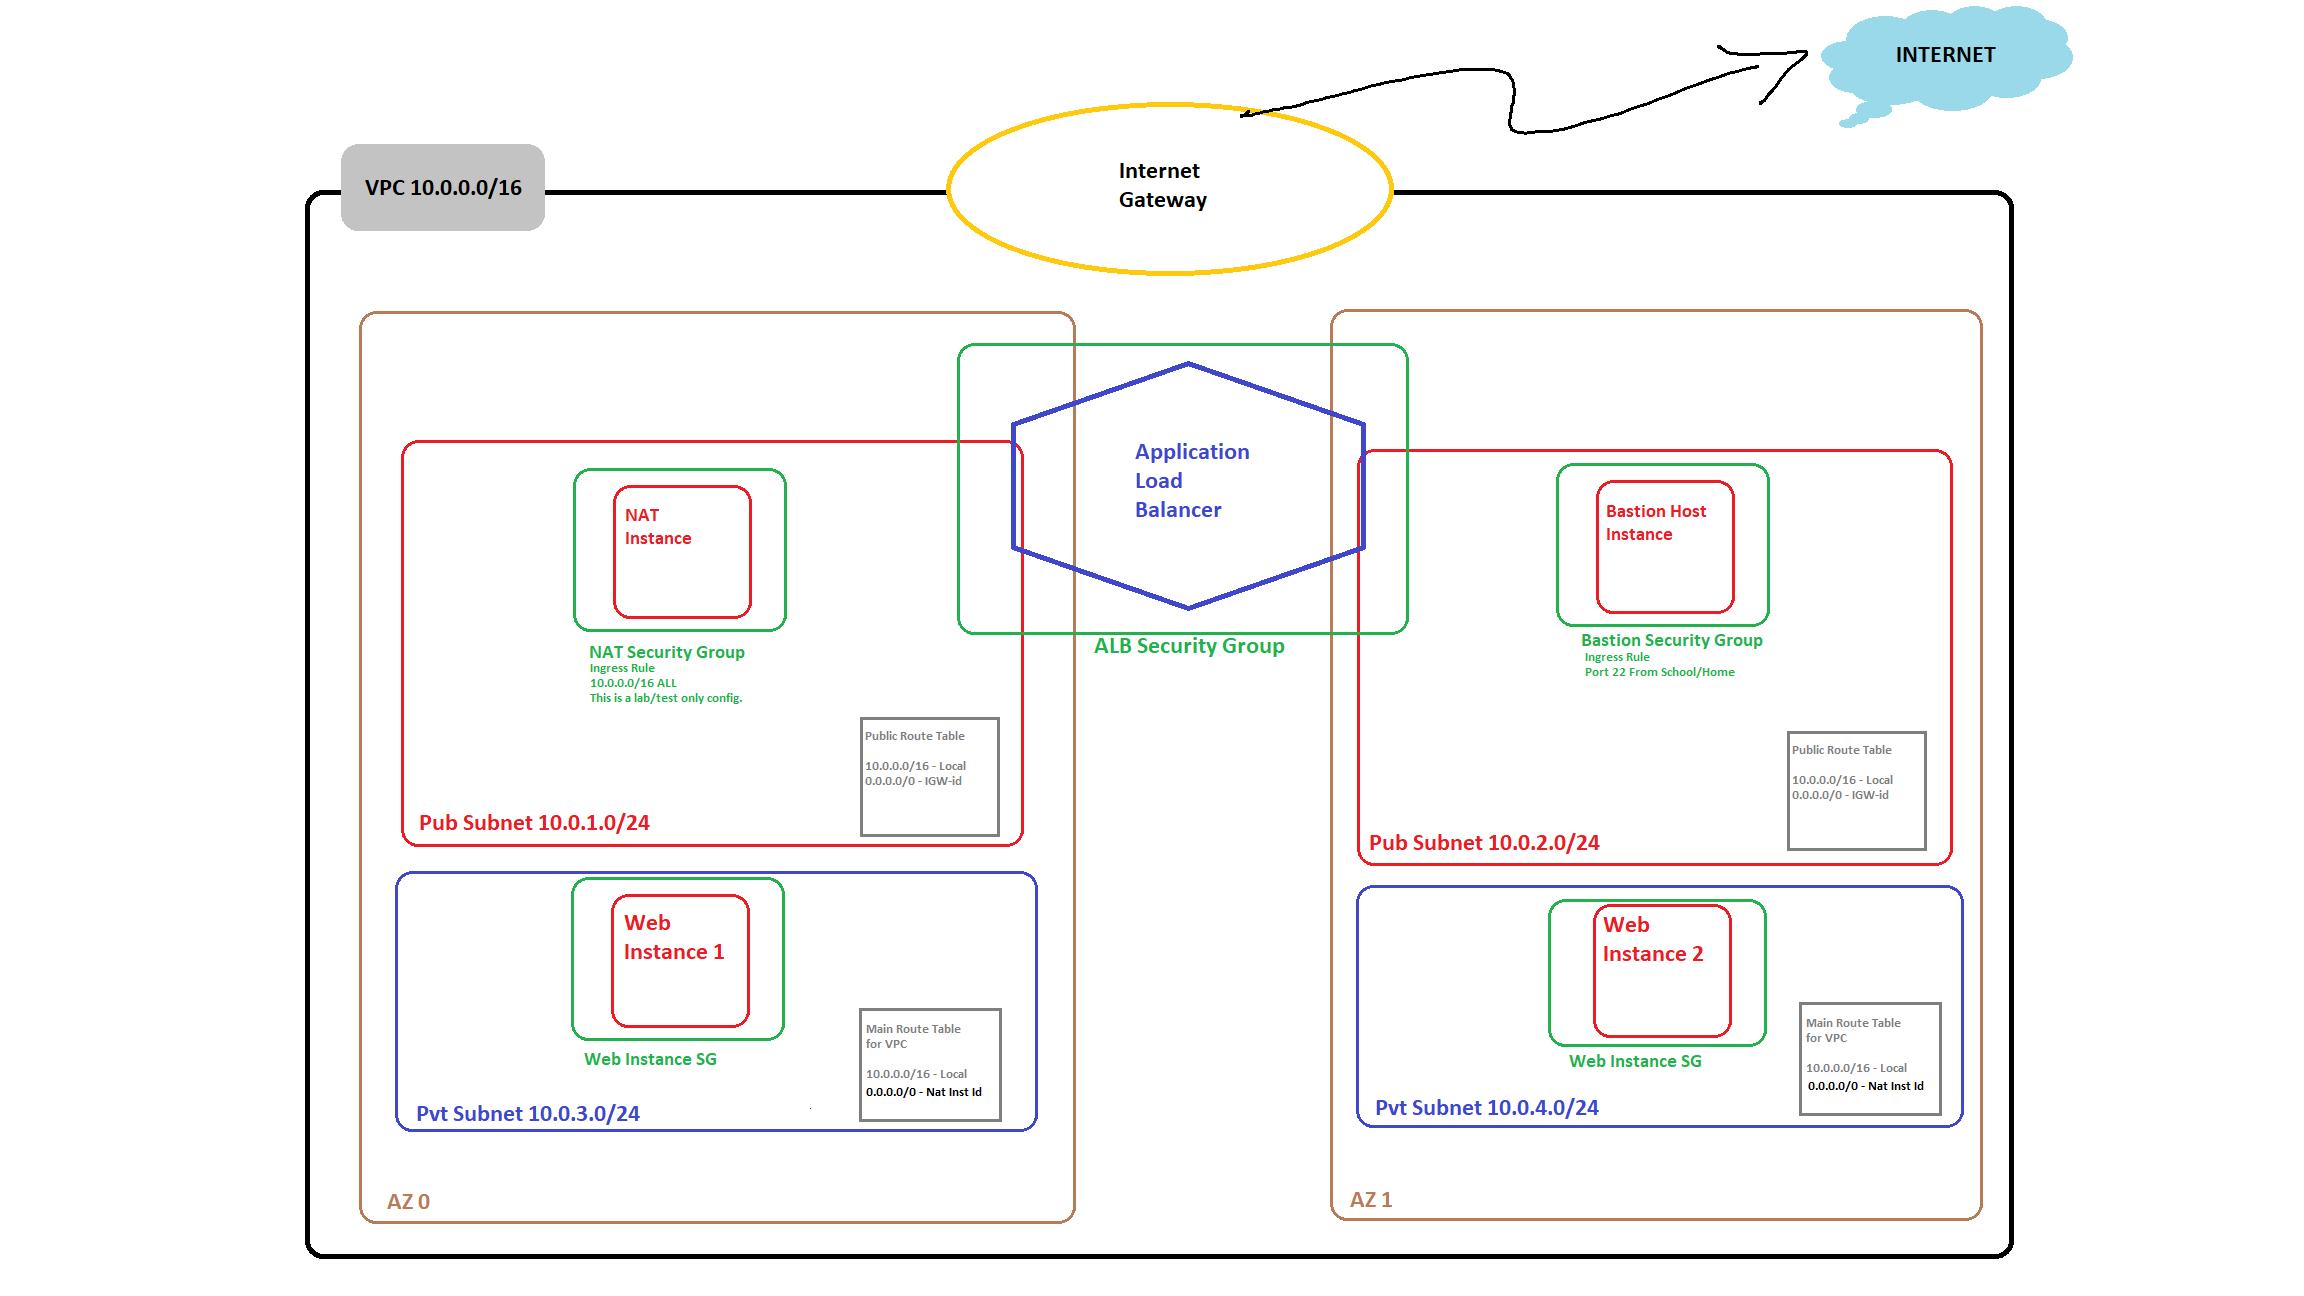 INTERNET
VPC 10.0.0.0/16
Internet
Gateway
Application
Load
Balancer
ALB Security Group
NAT
Instance
NAT Security Group
Ingress Rule
10.0.0.0/16 ALL
This is a lab/test only config.
Public Route Table
10.0.0.0/16 - Local
0.0.0.0/0 - IGW-id
Pub Subnet 10.0.1.0/24
Bastion Host
Instance
Bastion Security Group
Ingress Rule
Port 22 From School/Home
Public Route Table
10.0.0.0/16 - Local
0.0.0.0/0 - IGW-id
Pub Subnet 10.0.2.0/24
Web
Instance 1
Web Instance SG
Main Route Table
for VPC
10.0.0.0/16 - Local
0.0.0.0/0 - Nat Inst Id
Pvt Subnet 10.0.3.0/24
AZ 0
Web
Instance 2
Web Instance SG
Main Route Table
for VPC
10.0.0.0/16 - Local
0.0.0.0/0 - Nat Inst Id
Pvt Subnet 10.0.4.0/24
AZ 1